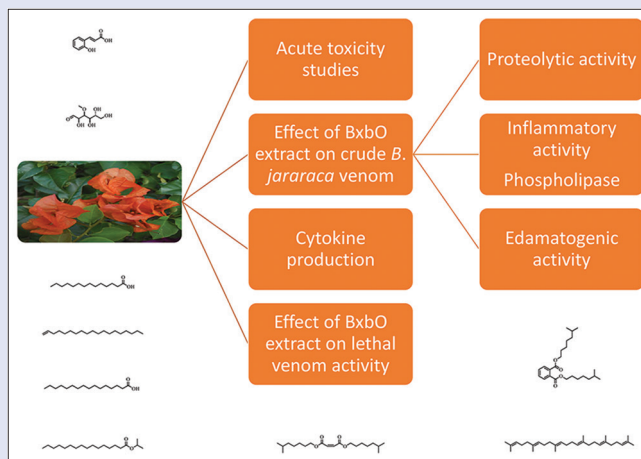 Acute toxicity
studies
Effect of BxbO
extract on crude B.
jararaca venom
Cytokine
production
Effect of BxbO
extract on lethal
venom activity
Proteolytic activity
Inflammatory
activity
Phospholipase
Edamatogenic
activity